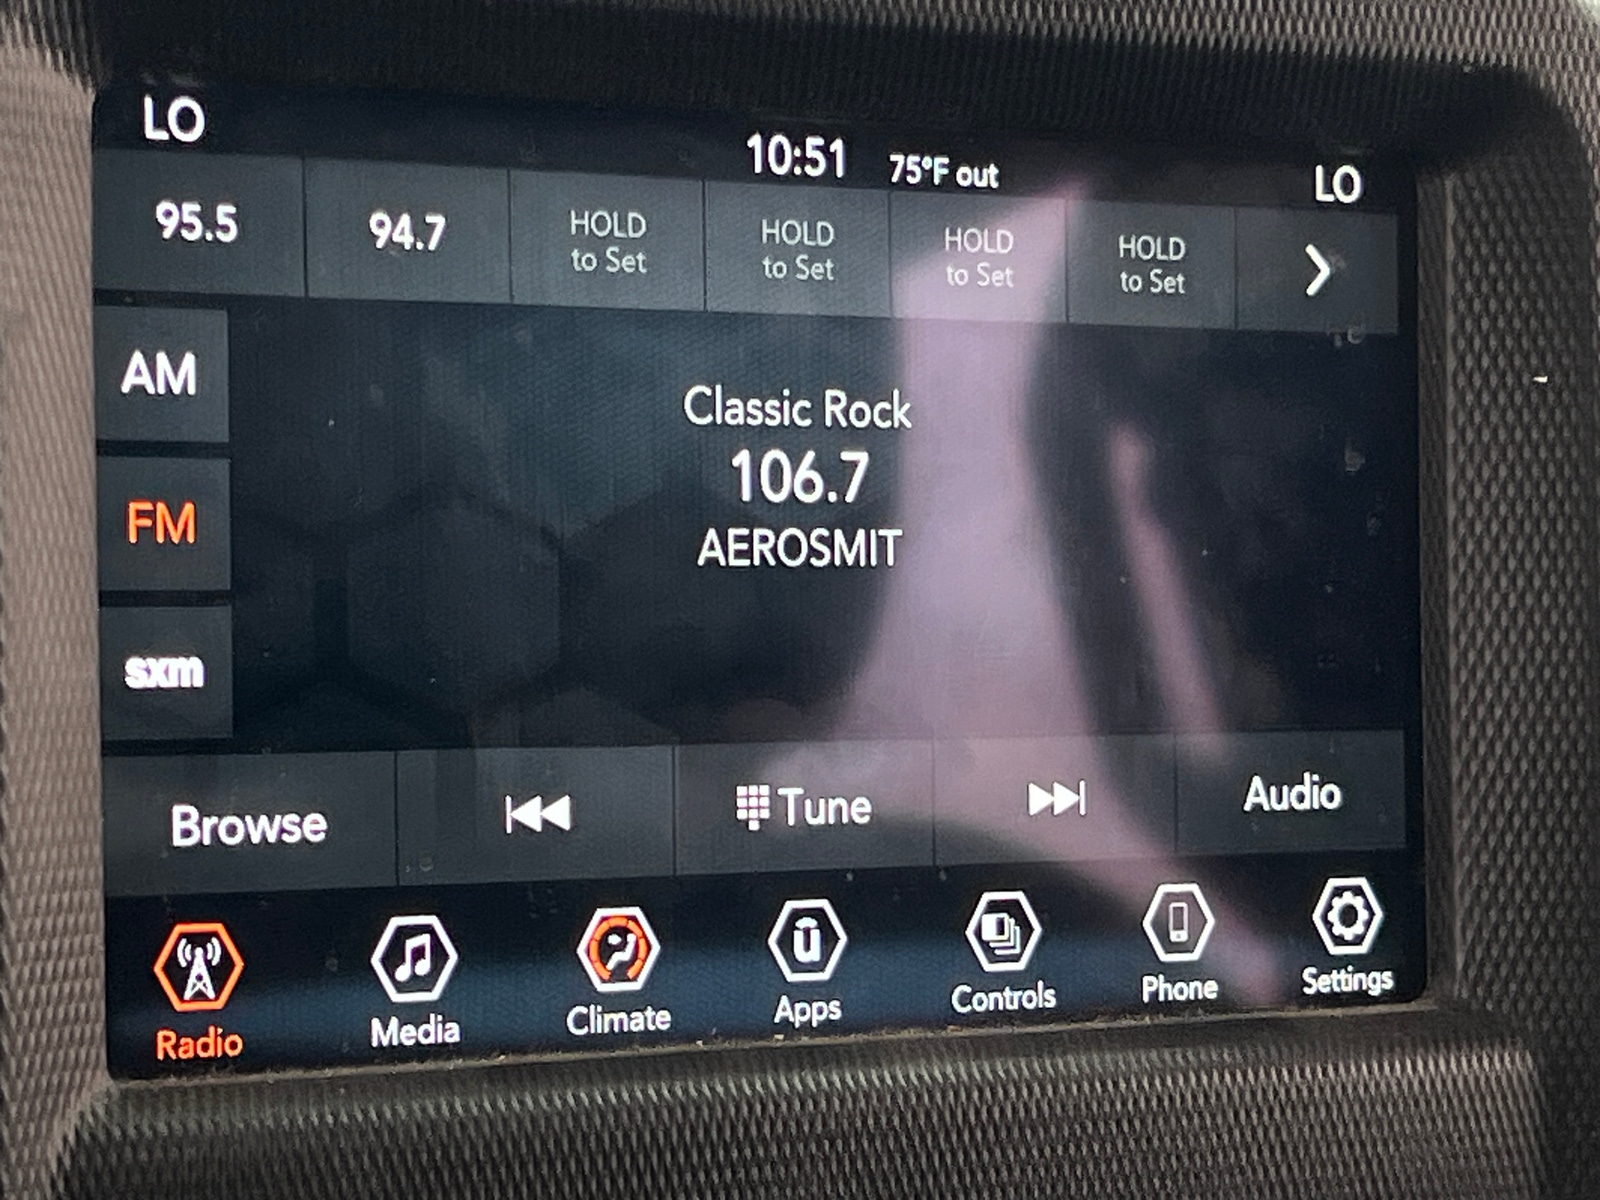 LO
10:51 75°F out
LO
95.5
94.7
HOLD
to Set
HOLD
to Set
HOLD
to Set
HOLD
to Set
AM
FM
sxm
Classic Rock
106.7
AEROSMIT
Browse
Tune
Audio
Radio
Media
Climate
ū
Apps
Controls
Phone
Settings